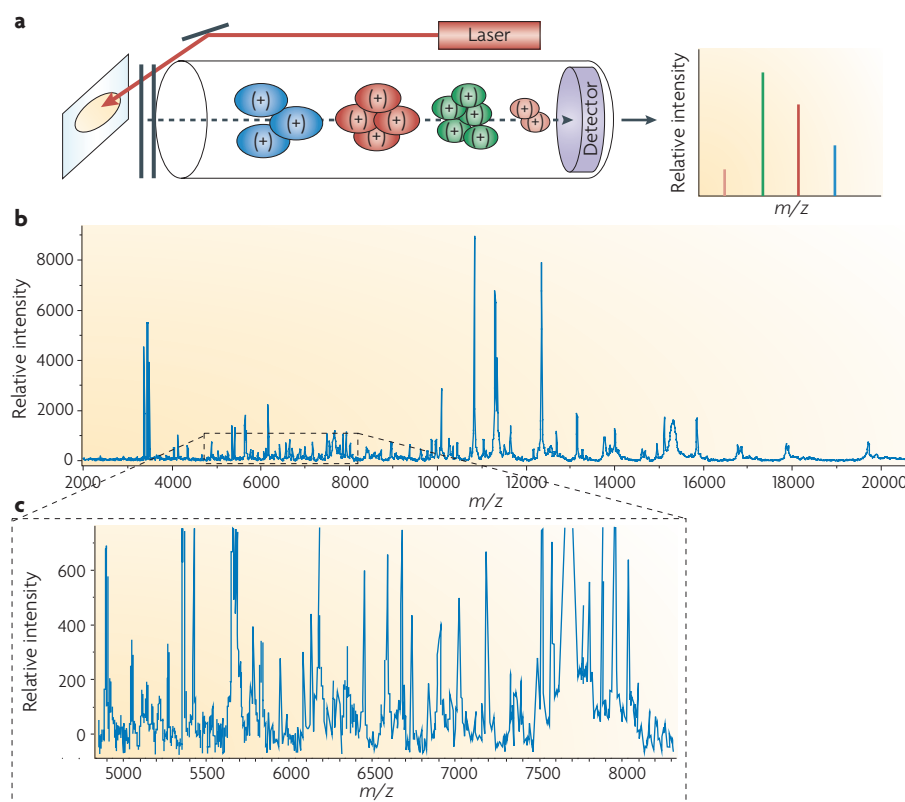 a
Laser
(+) (+) (+)
(+) (+) (+) (+)
(+) (+) (+) (+) (+) (+)
(+) (+)
Detector
Relative intensity
m/z
b
Relative intensity
8000
6000
4000
2000
0
2000 4000 6000 8000 10000 12000 14000 16000 18000 20000
m/z
c
Relative intensity
600
400
200
0
5000 5500 6000 6500 7000 7500 8000
m/z